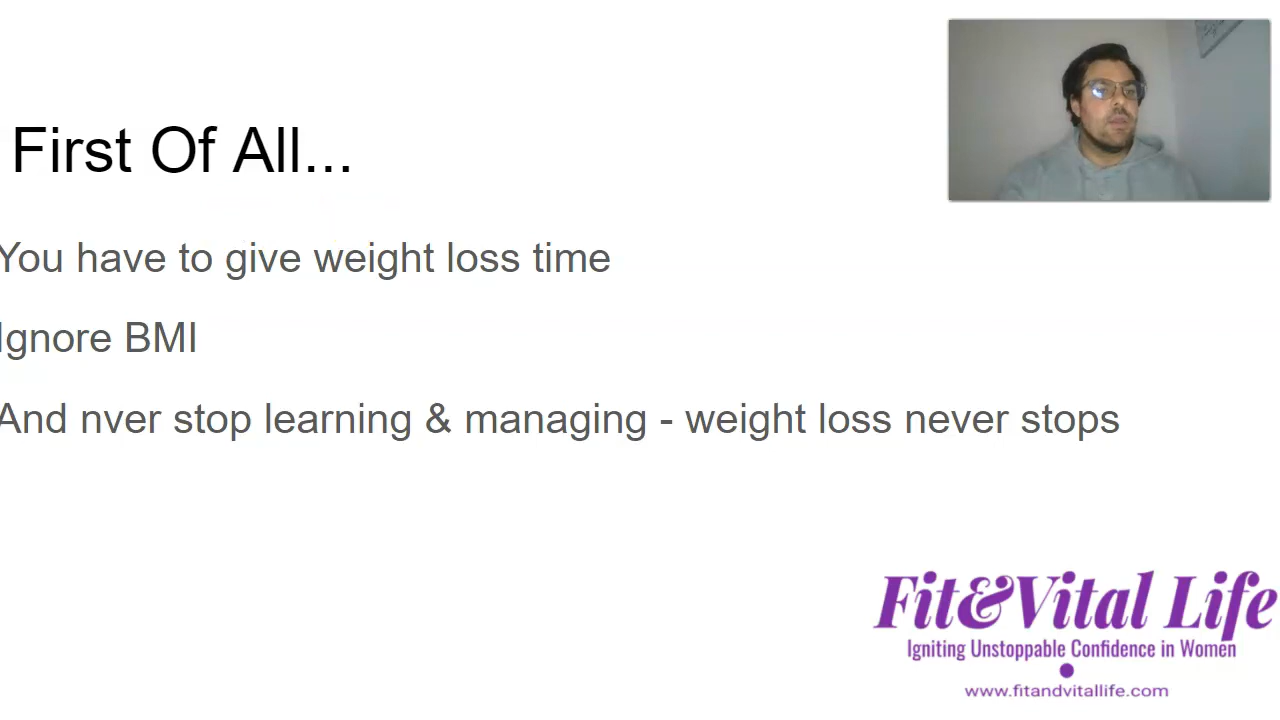 First Of All...
You have to give weight loss time
Ignore BMI
And nver stop learning & managing - weight loss never stops
Fit&Vital Life
Igniting Unstoppable Confidence in Women
www.fitandvitallife.com